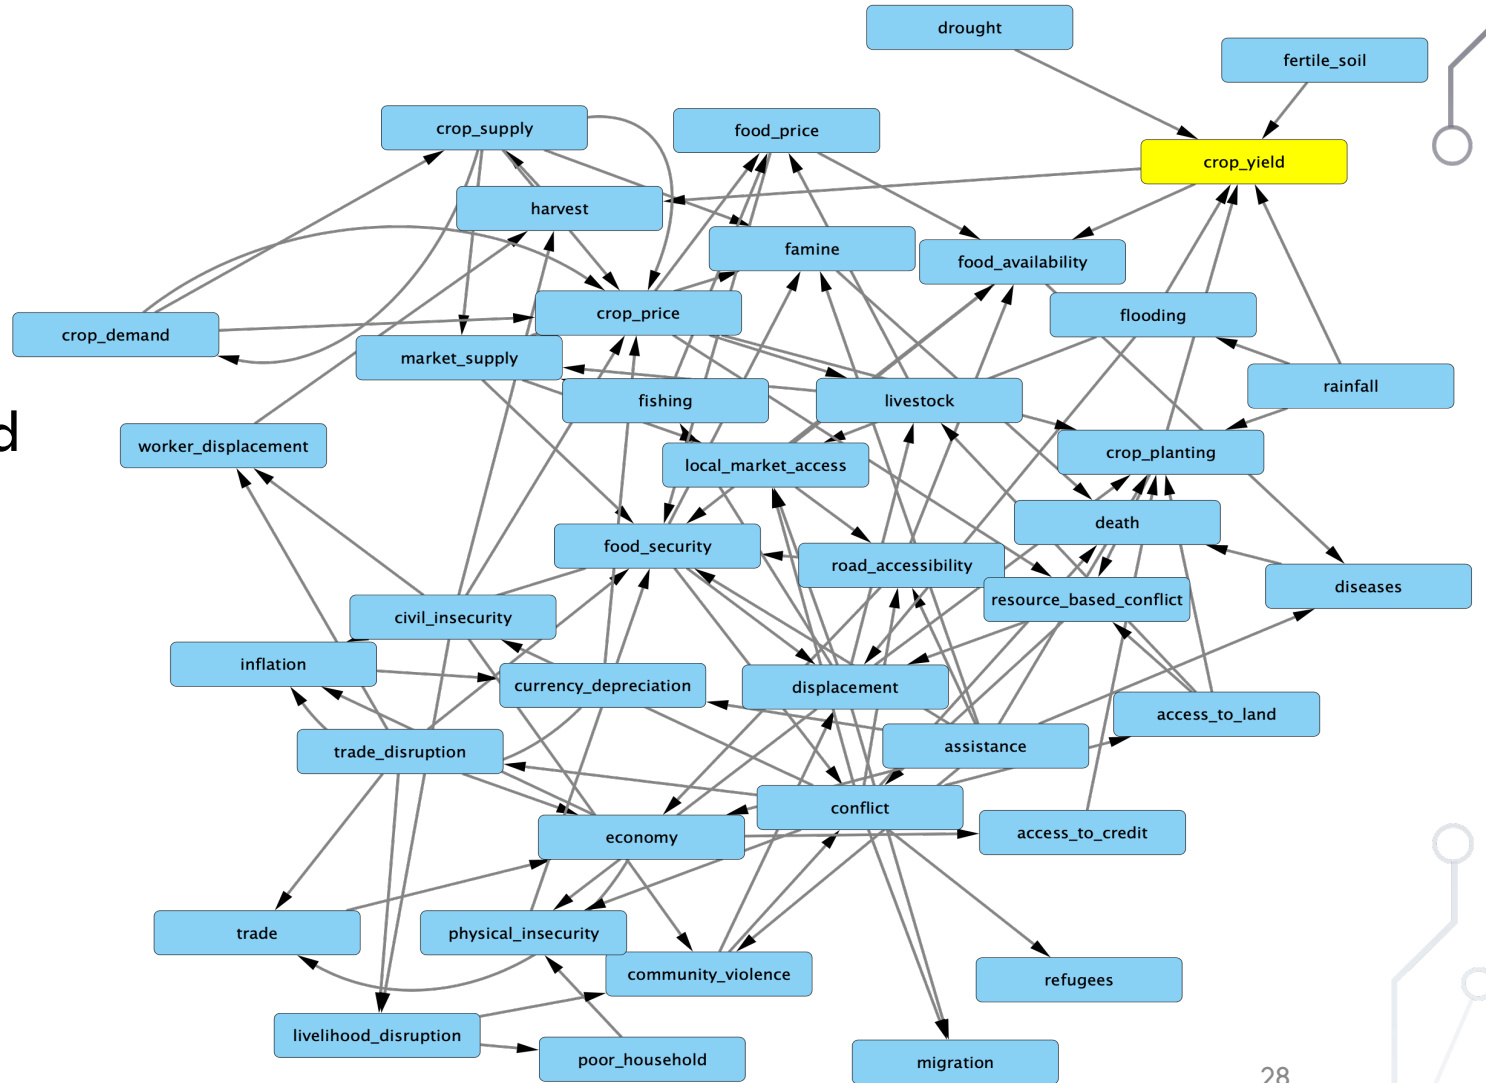 drought
fertile_soil
crop_supply
food_price
crop_yield
harvest
famine
food_availability
crop_price
flooding
crop_demand
market_supply
rainfall
fishing
livestock
worker_displacement
local_market_access
crop_planting
death
food_security
road_accessibility
diseases
resource_based_conflict
civil_insecurity
inflation
currency_depreciation
displacement
access_to_land
trade_disruption
assistance
conflict
economy
access_to_credit
trade
physical_insecurity
community_violence
refugees
livelihood_disruption
poor_household
migration
28